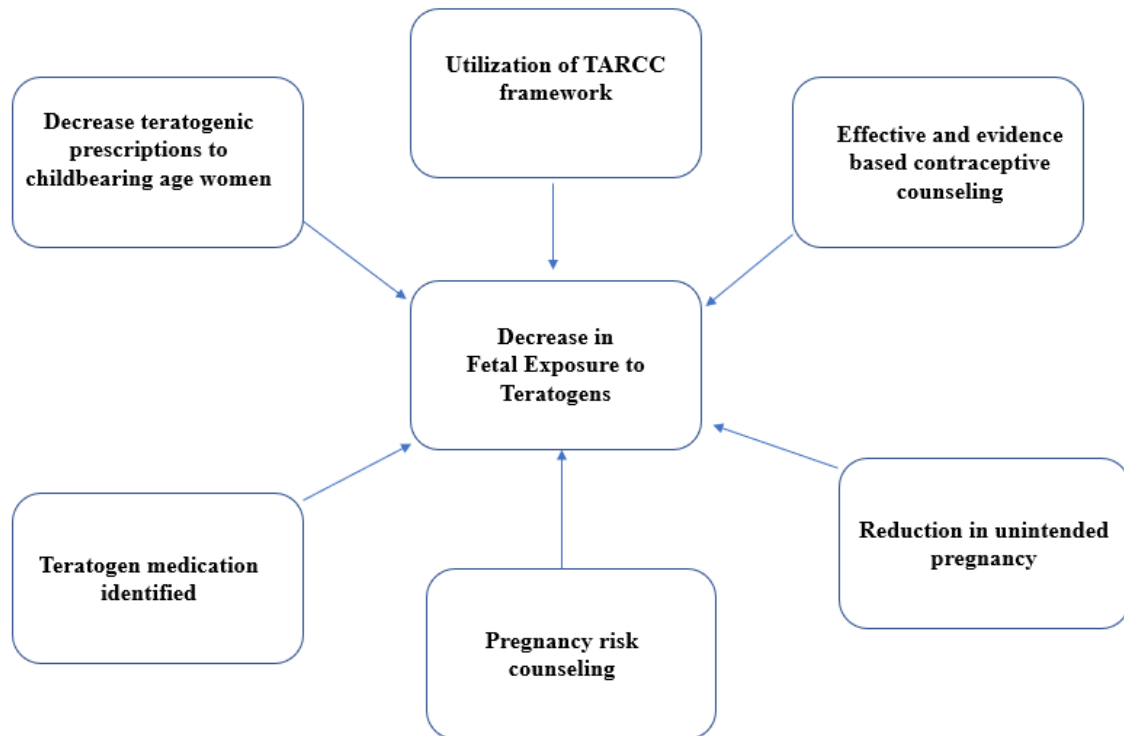 Utilization of TARCC
framework
Decrease teratogenic
prescriptions to
childbearing age women
Effective and evidence
based contraceptive
counseling
Decrease in
Fetal Exposure to
Teratogens
Teratogen medication
identified
Pregnancy risk
counseling
Reduction in unintended
pregnancy